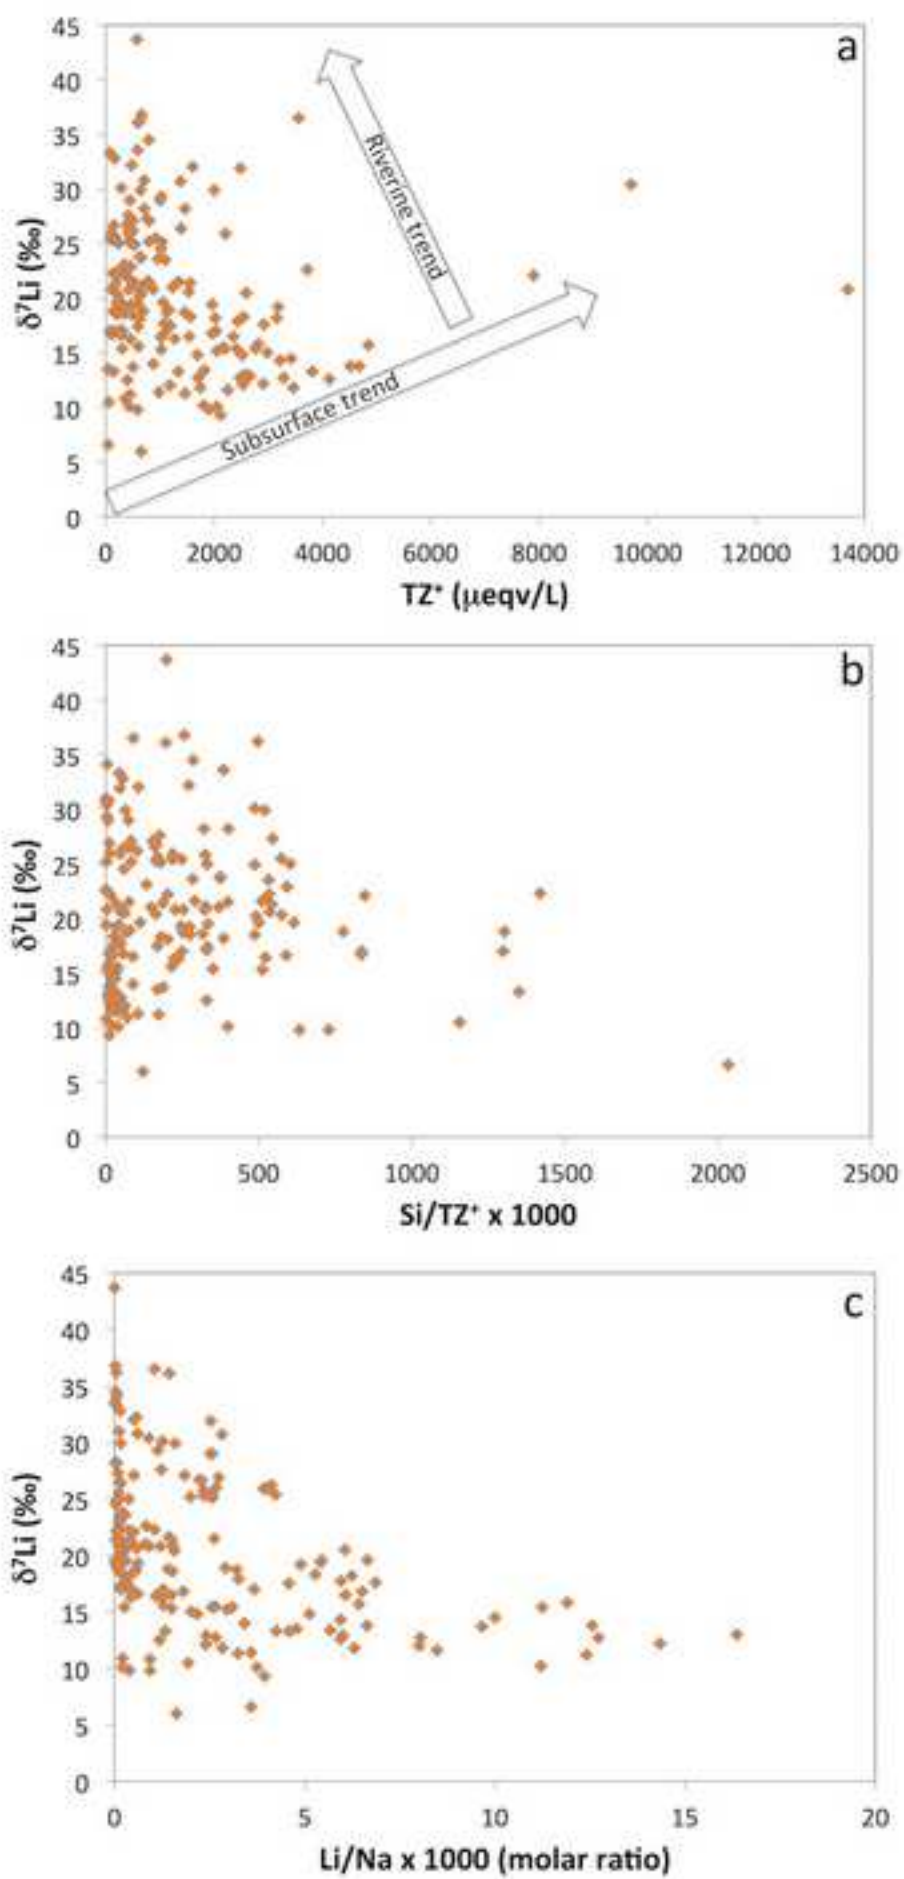 45
a
40
35
30
25
20
15
10
5
0
δ⁷Li (‰)
Riverine trend
Subsurface trend
0 2000 4000 6000 8000 10000 12000 14000
TZ⁺ (μeqv/L)
45
b
40
35
30
25
20
15
10
5
0
δ⁷Li (‰)
0 500 1000 1500 2000 2500
Si/TZ⁺ x 1000
45
c
40
35
30
25
20
15
10
5
0
δ⁷Li (‰)
0 5 10 15 20
Li/Na x 1000 (molar ratio)